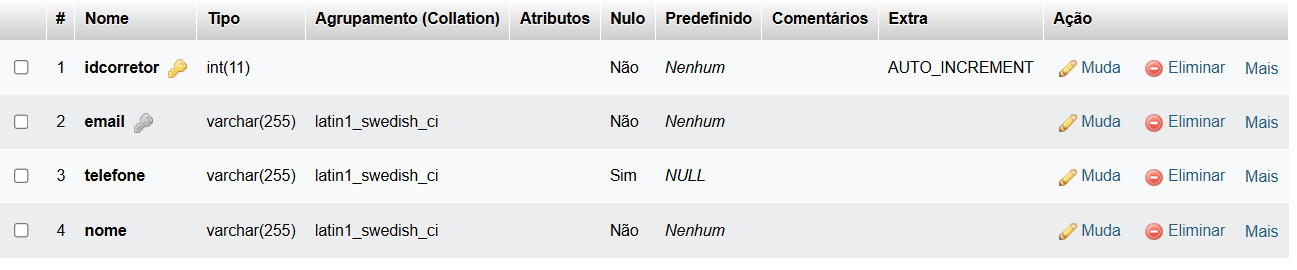 # Nome Tipo Agrupamento (Collation) Atributos Nulo Predefinido Comentários Extra Ação
1 idcorretor int(11) Não Nenhum AUTO_INCREMENT Muda Eliminar Mais
2 email varchar(255) latin1_swedish_ci Não Nenhum Muda Eliminar Mais
3 telefone varchar(255) latin1_swedish_ci Sim NULL Muda Eliminar Mais
4 nome varchar(255) latin1_swedish_ci Não Nenhum Muda Eliminar Mais